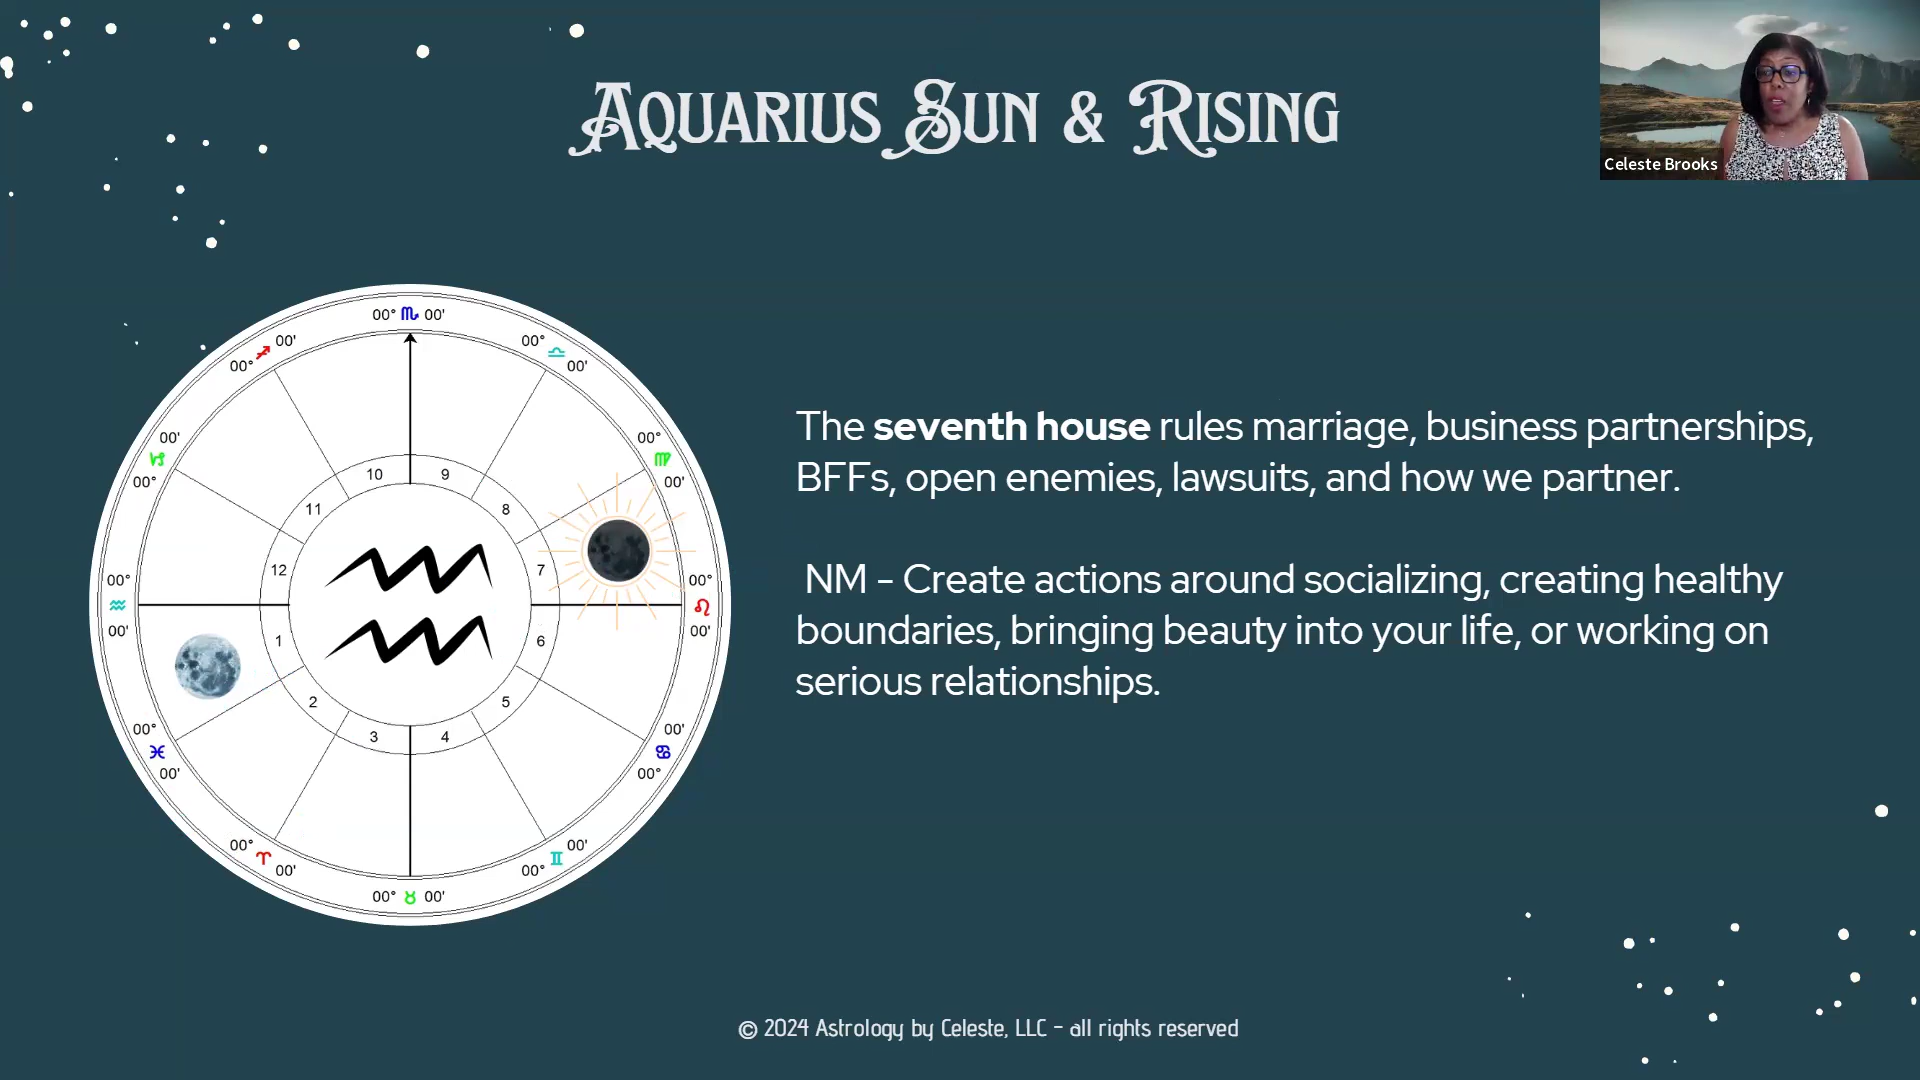 Aquarius Sun & Rising
Celeste Brooks
The seventh house rules marriage, business partnerships,
BFFs, open enemies, lawsuits, and how we partner.
NM - Create actions around socializing, creating healthy
boundaries, bringing beauty into your life, or working on
serious relationships.
00° ♏ 00'
00° ♐ 00'
00° ♎ 00'
00' ♑ 00°
00° ♍ 00'
00° ♒ 00'
00° ♌ 00'
00° ♓ 00'
00' ♋ 00°
00° ♈ 00'
00° ♊ 00'
00° ♉ 00'
10 9
11 8
12 7
1 6
2 5
3 4
© 2024 Astrology by Celeste, LLC - all rights reserved